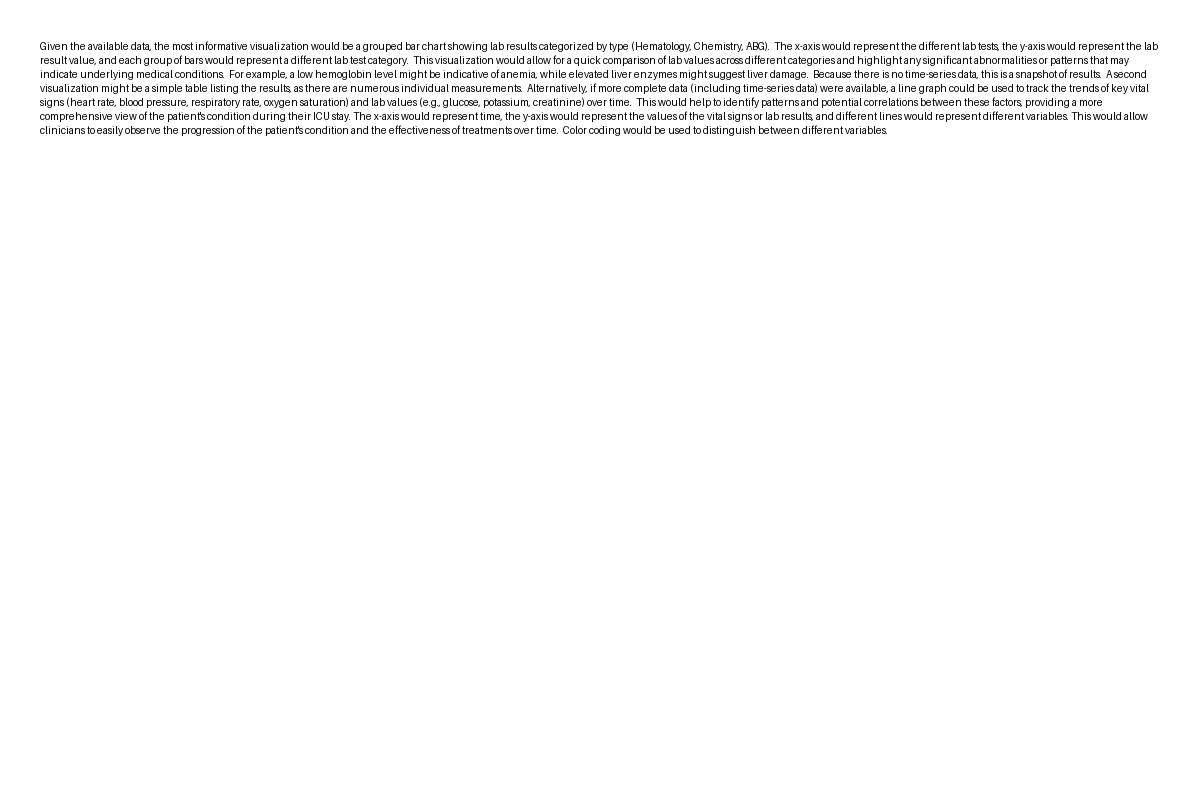 Given the available data, the most informative visualization would be a grouped bar chart showing lab results categorized by type (Hematology, Chemistry, ABG). The x-axis would represent the different lab tests, the y-axis would represent the lab
result value, and each group of bars would represent a different lab test category. This visualization would allow for a quick comparison of lab values across different categories and highlight any significant abnormalities or patterns that may
indicate underlying medical conditions. For example, a low hemoglobin level might be indicative of anemia, while elevated liver enzymes might suggest liver damage. Because there is no time-series data, this is a snapshot of results. A second
visualization might be a simple table listing the results, as there are numerous individual measurements. Alternatively, if more complete data (including time-series data) were available, a line graph could be used to track the trends of key vital
signs (heart rate, blood pressure, respiratory rate, oxygen saturation) and lab values (e.g., glucose, potassium, creatinine) over time. This would help to identify patterns and potential correlations between these factors, providing a more
comprehensive view of the patient's condition during their ICU stay. The x-axis would represent time, the y-axis would represent the values of the vital signs or lab results, and different lines would represent different variables. This would allow
clinicians to easily observe the progression of the patient's condition and the effectiveness of treatments over time. Color coding would be used to distinguish between different variables.